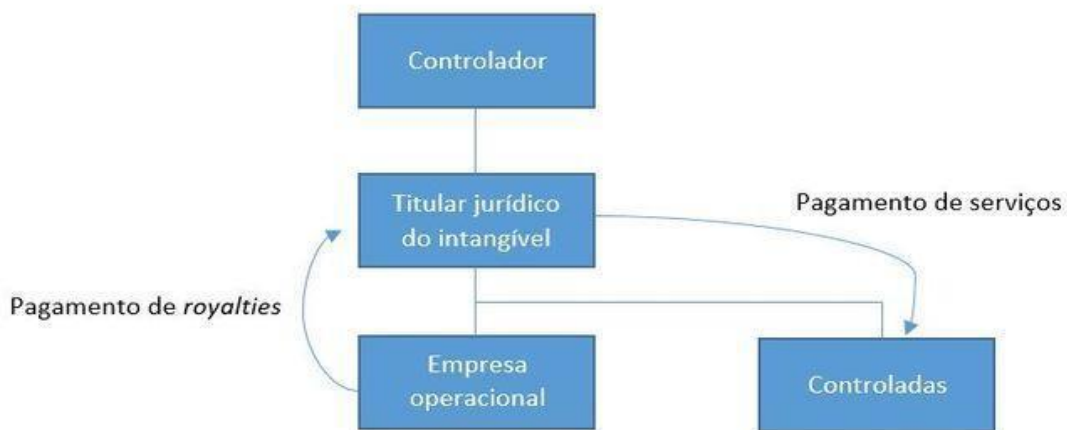 Controlador
Titular jurídico
do intangível
Pagamento de serviços
Pagamento de royalties
Empresa
operacional
Controladas